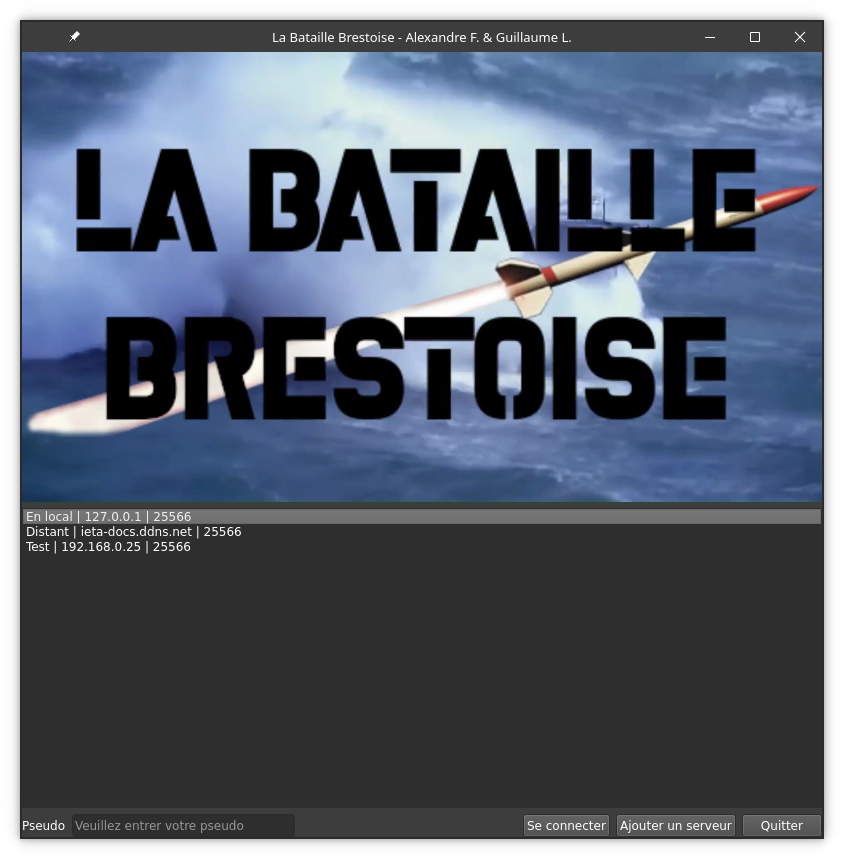 La Bataille Brestoise - Alexandre F. & Guillaume L.
LA BATAILLE
BRESTOISE
En local | 127.0.0.1 | 25566
Distant | ieta-docs.ddns.net | 25566
Test | 192.168.0.25 | 25566
Pseudo Veuillez entrer votre pseudo Se connecter Ajouter un serveur Quitter